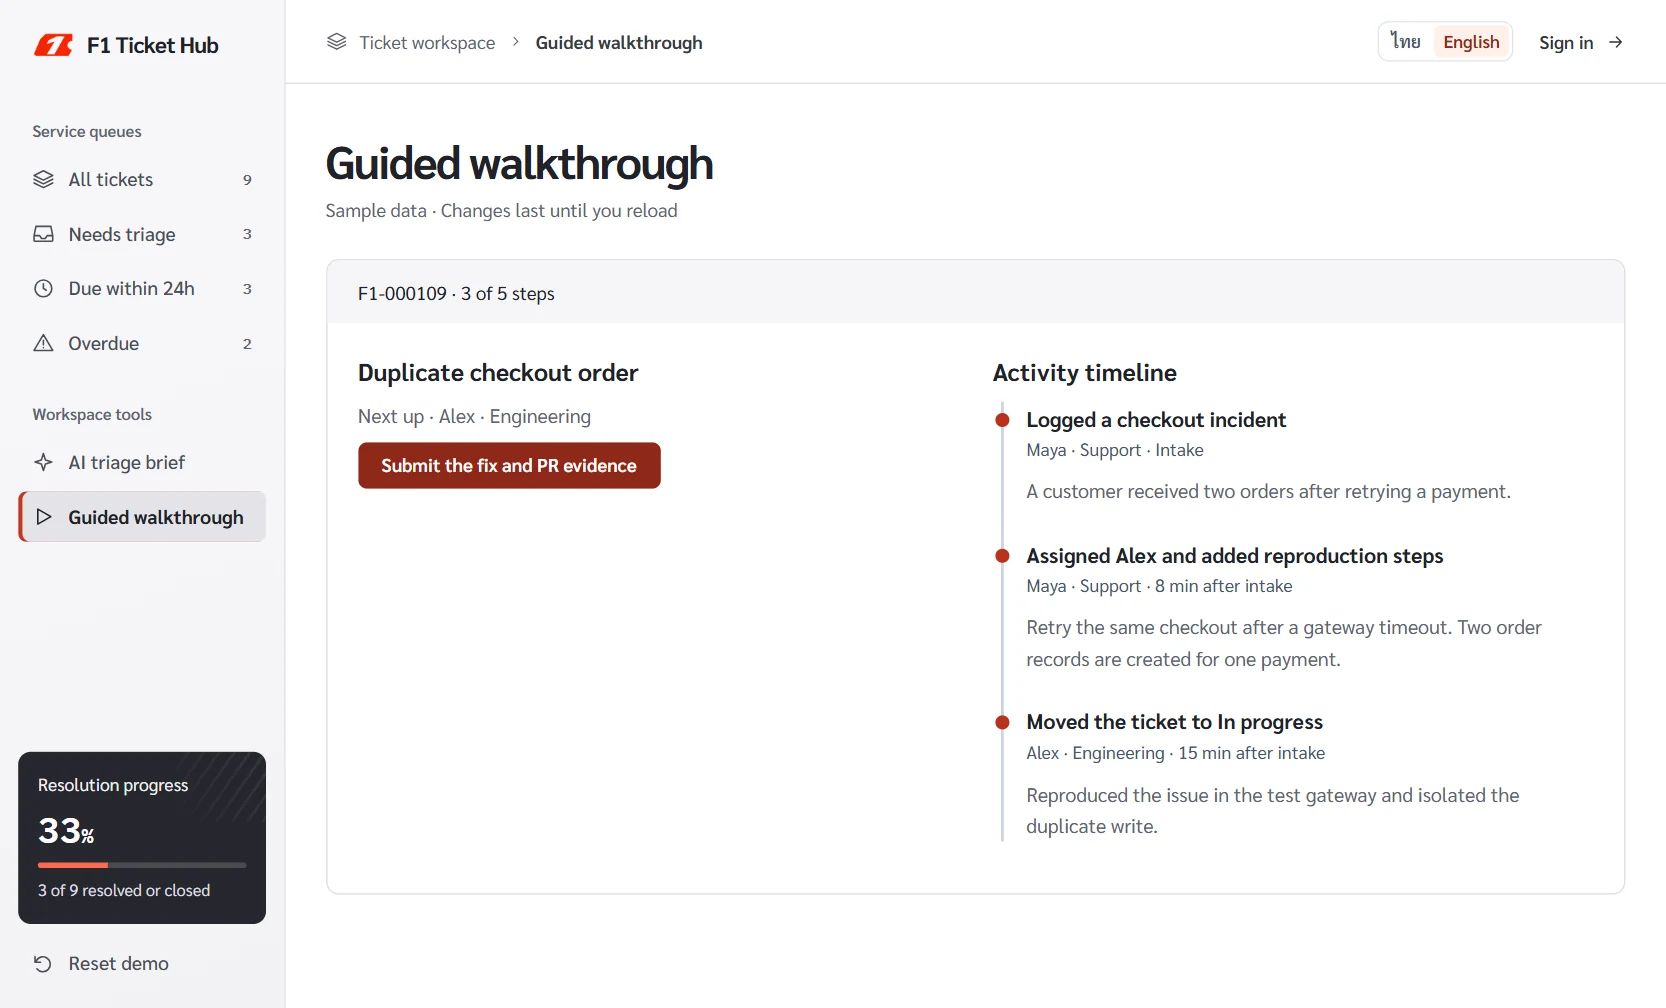 F1 Ticket Hub
Service queues
All tickets 9
Needs triage 3
Due within 24h 3
Overdue 2
Workspace tools
AI triage brief
Guided walkthrough
Resolution progress
33%
3 of 9 resolved or closed
Reset demo
Ticket workspace > Guided walkthrough
ไทย English Sign in →
Guided walkthrough
Sample data · Changes last until you reload
F1-000109 · 3 of 5 steps
Duplicate checkout order
Next up · Alex · Engineering
Submit the fix and PR evidence
Activity timeline
Logged a checkout incident
Maya · Support · Intake
A customer received two orders after retrying a payment.
Assigned Alex and added reproduction steps
Maya · Support · 8 min after intake
Retry the same checkout after a gateway timeout. Two order
records are created for one payment.
Moved the ticket to In progress
Alex · Engineering · 15 min after intake
Reproduced the issue in the test gateway and isolated the
duplicate write.